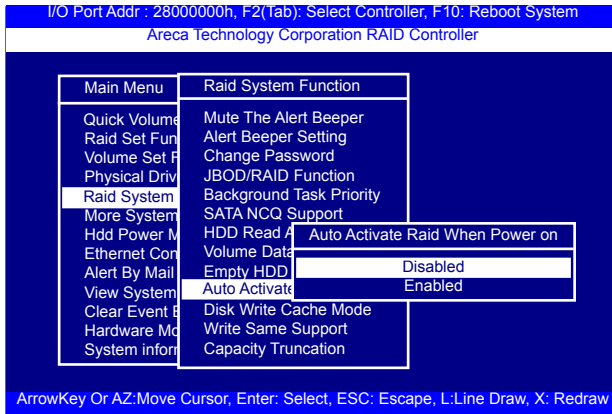 I/O Port Addr : 28000000h, F2(Tab): Select Controller, F10: Reboot System
Areca Technology Corporation RAID Controller
Main Menu
Quick Volume
Raid Set Fun
Volume Set F
Physical Driv
Raid System
More System
Hdd Power M
Ethernet Con
Alert By Mail
View System
Clear Event B
Hardware Mo
System infor
Raid System Function
Mute The Alert Beeper
Alert Beeper Setting
Change Password
JBOD/RAID Function
Background Task Priority
SATA NCQ Support
HDD Read A
Volume Data
Empty HDD
Auto Activate
Disk Write Cache Mode
Write Same Support
Capacity Truncation
Auto Activate Raid When Power on
Disabled
Enabled
ArrowKey Or AZ:Move Cursor, Enter: Select, ESC: Escape, L:Line Draw, X: Redraw